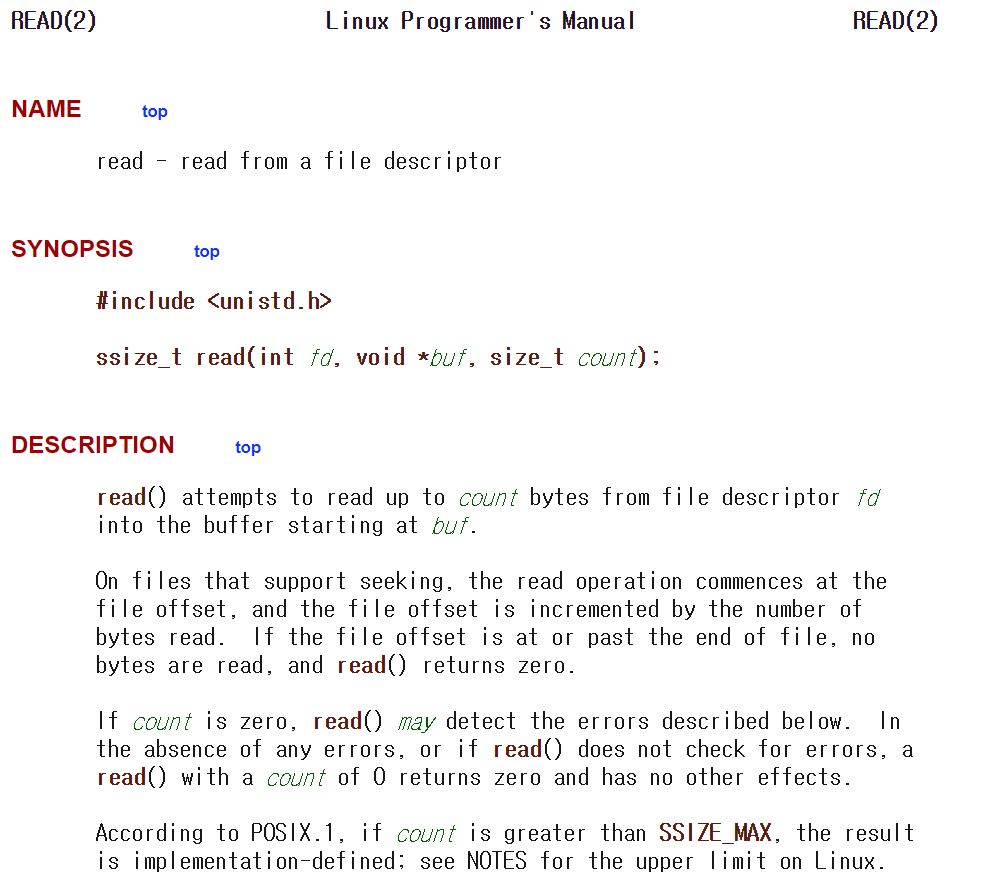 READ(2) Linux Programmer's Manual READ(2)
NAME top
read - read from a file descriptor
SYNOPSIS top
#include <unistd.h>
ssize_t read(int fd, void *buf, size_t count);
DESCRIPTION top
read() attempts to read up to count bytes from file descriptor fd
into the buffer starting at buf.
On files that support seeking, the read operation commences at the
file offset, and the file offset is incremented by the number of
bytes read.  If the file offset is at or past the end of file, no
bytes are read, and read() returns zero.
If count is zero, read() may detect the errors described below.  In
the absence of any errors, or if read() does not check for errors, a
read() with a count of 0 returns zero and has no other effects.
According to POSIX.1, if count is greater than SSIZE_MAX, the result
is implementation-defined; see NOTES for the upper limit on Linux.